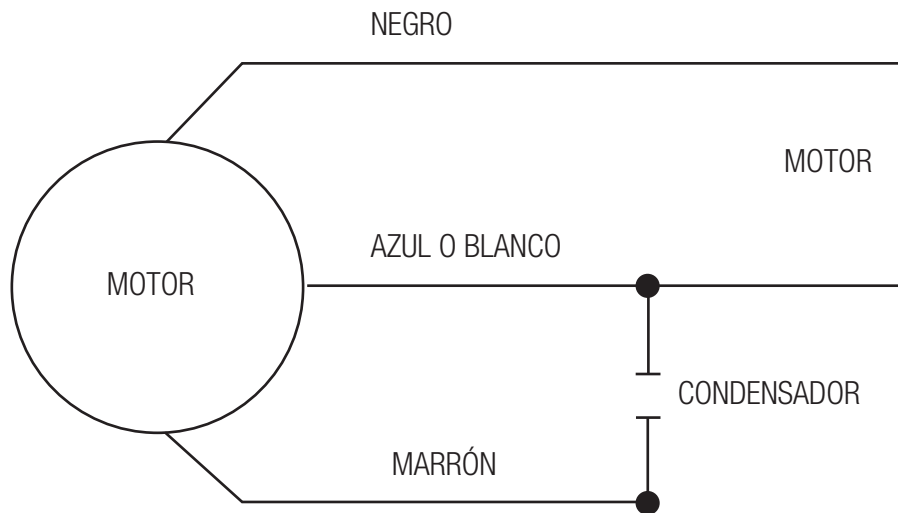 NEGRO
MOTOR
AZUL O BLANCO
MOTOR
CONDENSADOR
MARRÓN